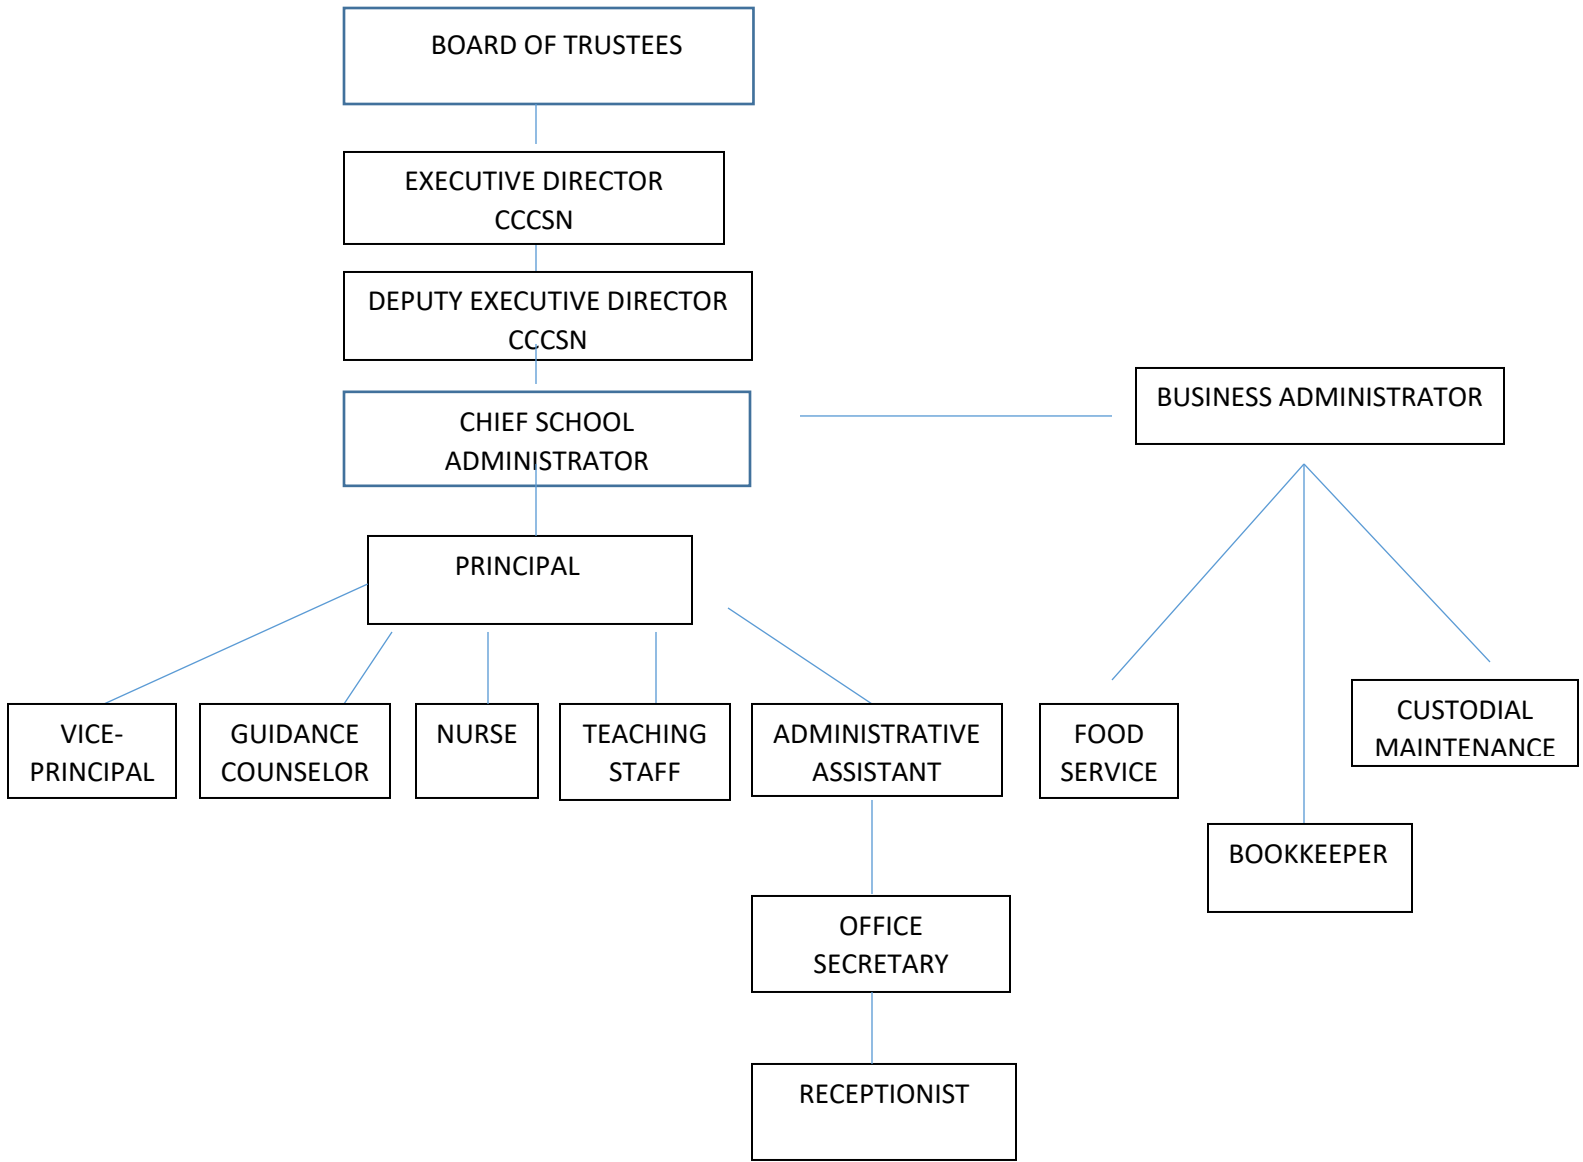 BOARD OF TRUSTEES
EXECUTIVE DIRECTOR
CCCSN
DEPUTY EXECUTIVE DIRECTOR
CCCSN
CHIEF SCHOOL
ADMINISTRATOR
BUSINESS ADMINISTRATOR
PRINCIPAL
VICE-
PRINCIPAL
GUIDANCE
COUNSELOR
NURSE
TEACHING
STAFF
ADMINISTRATIVE
ASSISTANT
FOOD
SERVICE
CUSTODIAL
MAINTENANCE
BOOKKEEPER
OFFICE
SECRETARY
RECEPTIONIST